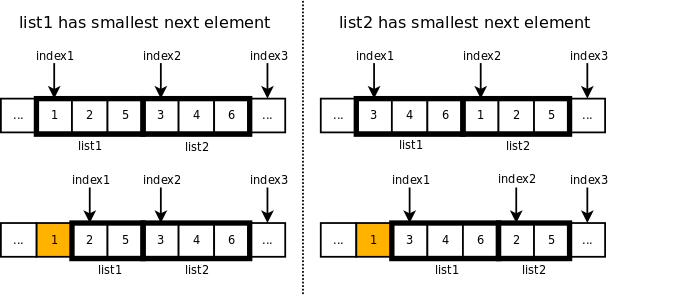 list1 has smallest next element
index1 index2 index3
... 1 2 5 3 4 6 ...
list1 list2
index1 index2 index3
... 1 2 5 3 4 6 ...
list1 list2
list2 has smallest next element
index1 index2 index3
... 3 4 6 1 2 5 ...
list1 list2
index1 index2 index3
... 1 3 4 6 2 5 ...
list1 list2